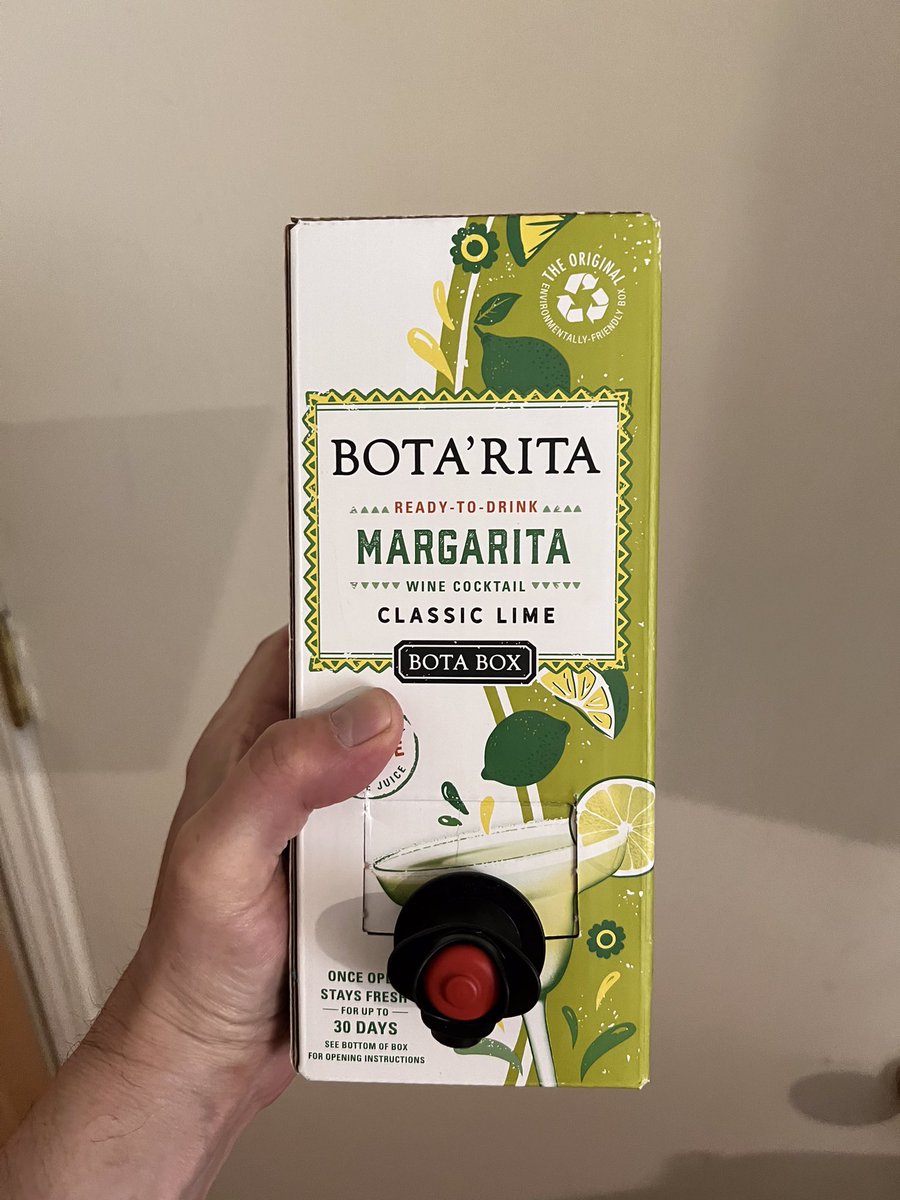 THE ORIGINAL
ENVIRONMENTALLY-FRIENDLY BOX
BOTA'RITA
READY-TO-DRINK
MARGARITA
WINE COCKTAIL
CLASSIC LIME
BOTA BOX
JUICE
ONCE
STAYS FRESH
FOR UP TO
30 DAYS
SEE BOTTOM OF BOX
FOR OPENING INSTRUCTIONS